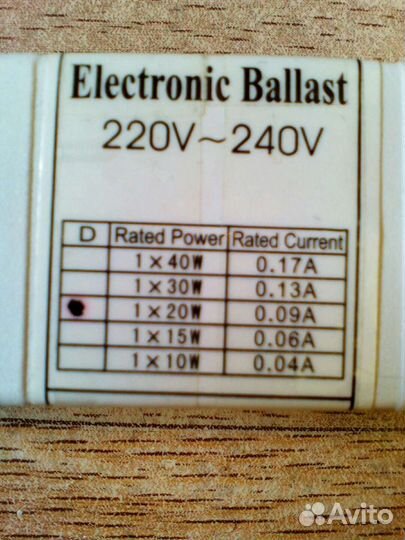 Electronic Ballast
220V~240V
D Rated Power Rated Current
1×40W 0.17A
1×30W 0.13A
1×20W 0.09A
1×15W 0.06A
1×10W 0.04A
Avito